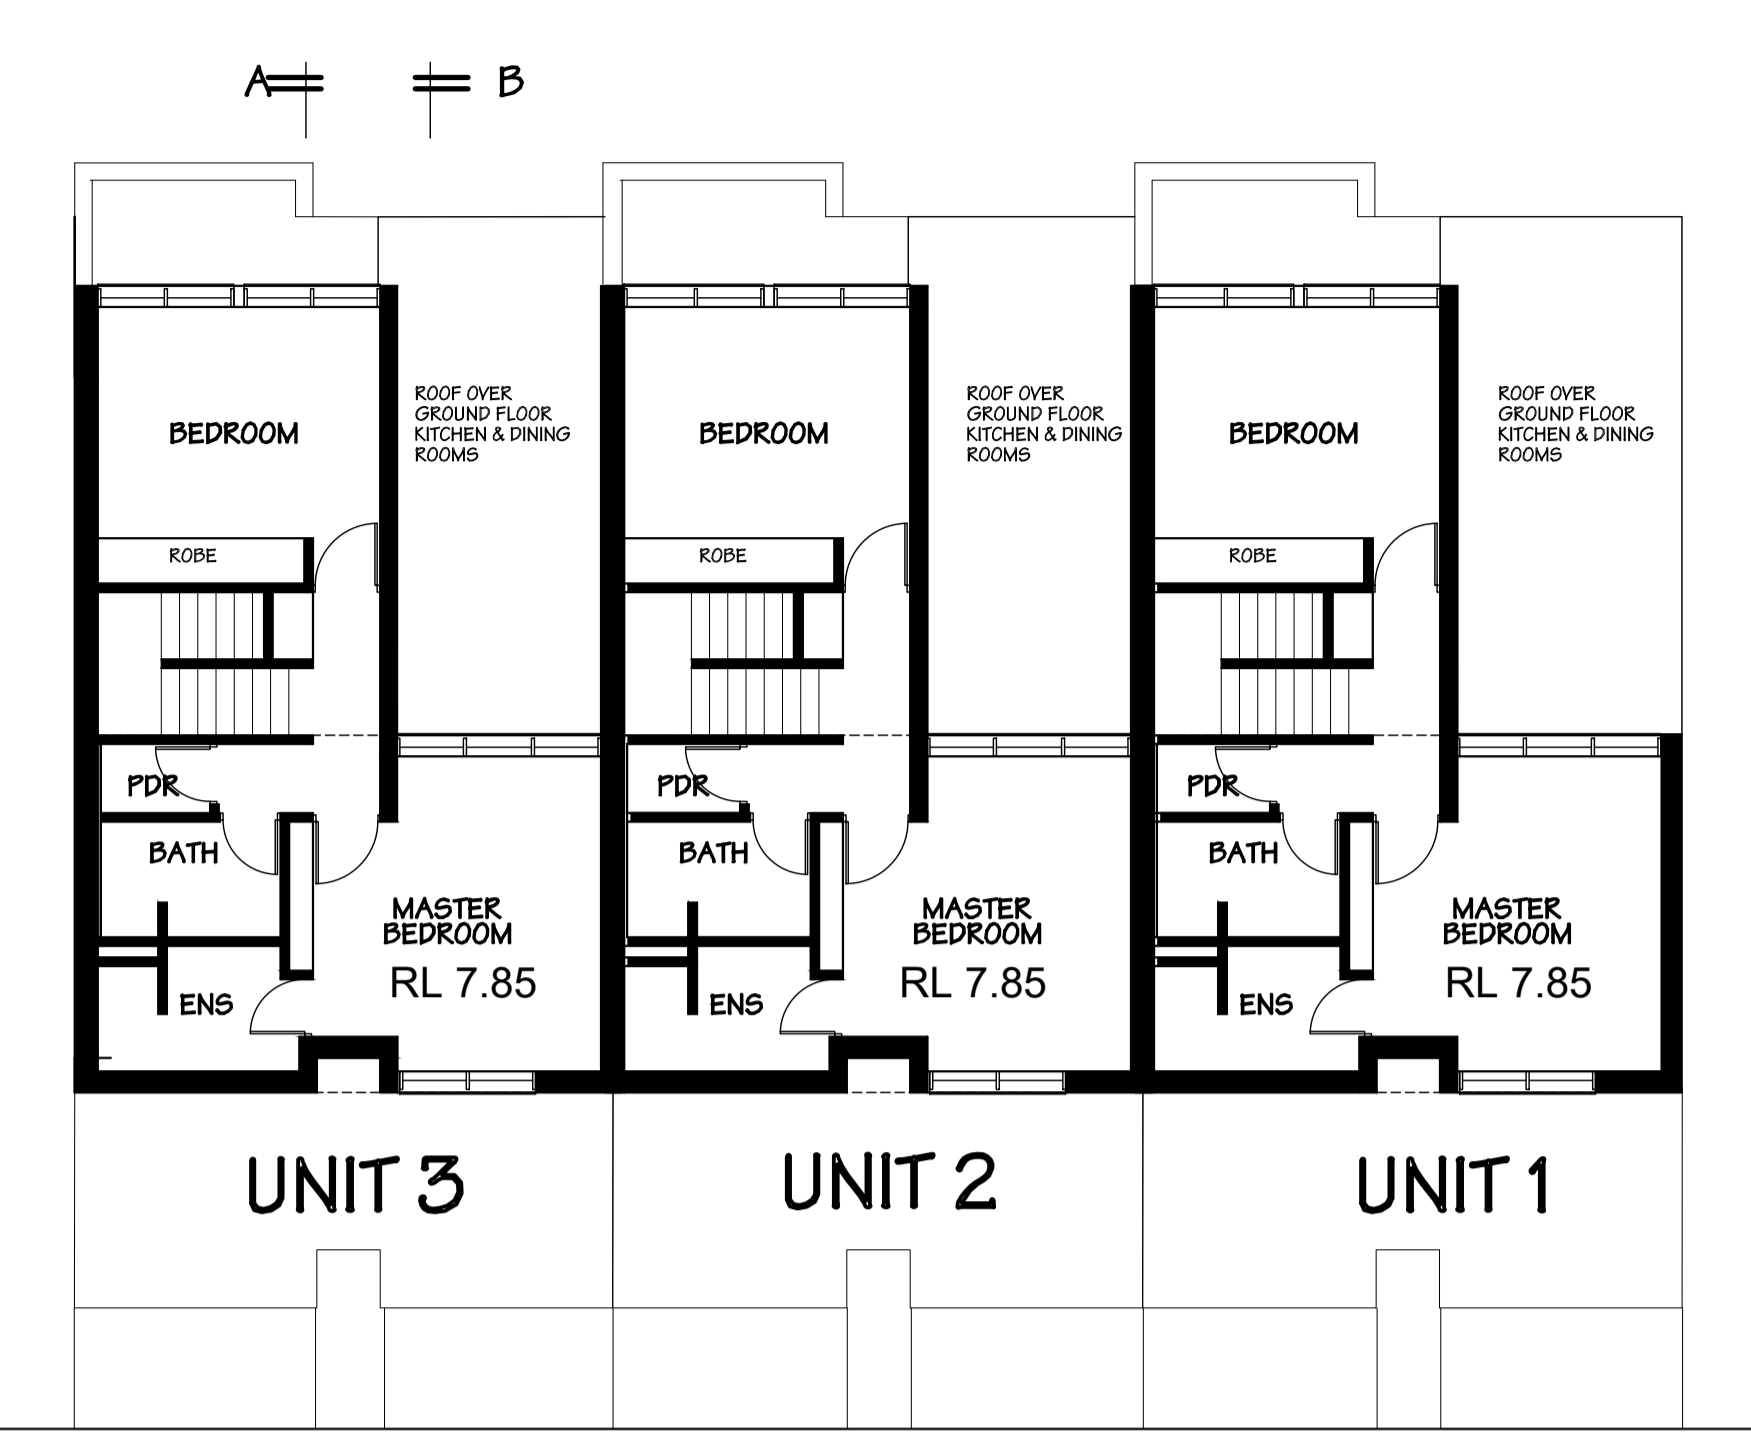 A B
BEDROOM
ROOF OVER
GROUND FLOOR
KITCHEN & DINING
ROOMS
BEDROOM
ROOF OVER
GROUND FLOOR
KITCHEN & DINING
ROOMS
BEDROOM
ROOF OVER
GROUND FLOOR
KITCHEN & DINING
ROOMS
ROBE
ROBE
ROBE
PDR
PDR
PDR
BATH
BATH
BATH
MASTER
BEDROOM
RL 7.85
MASTER
BEDROOM
RL 7.85
MASTER
BEDROOM
RL 7.85
ENS
ENS
ENS
UNIT 3
UNIT 2
UNIT 1